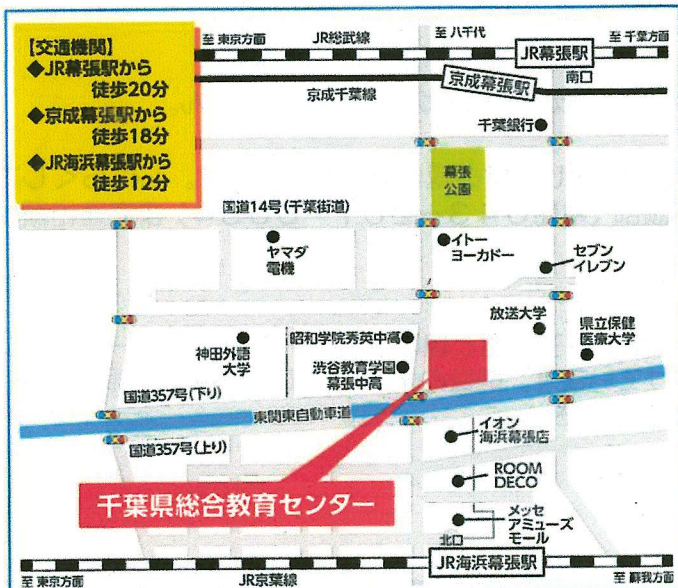 【交通機関】
◆JR幕張駅から
徒歩20分
◆京成幕張駅から
徒歩18分
◆JR海浜幕張駅から
徒歩12分
至 東京方面
JR総武線
至 八千代
JR幕張駅
至 千葉方面
京成幕張駅
南口
京成千葉線
千葉銀行
幕張
公園
国道14号(千葉街道)
ヤマダ
電機
イトー
ヨーカドー
セブン
イレブン
放送大学
県立保健
医療大学
昭和学院秀英中高
神田外語
大学
渋谷教育学園
幕張中高
国道357号(下り)
東関東自動車道
国道357号(上り)
イオン
海浜幕張店
ROOM
DECO
千葉県総合教育センター
メッセ
アミューズ
モール
北口
JR海浜幕張駅
至 東京方面
JR京葉線
至 蘇我方面